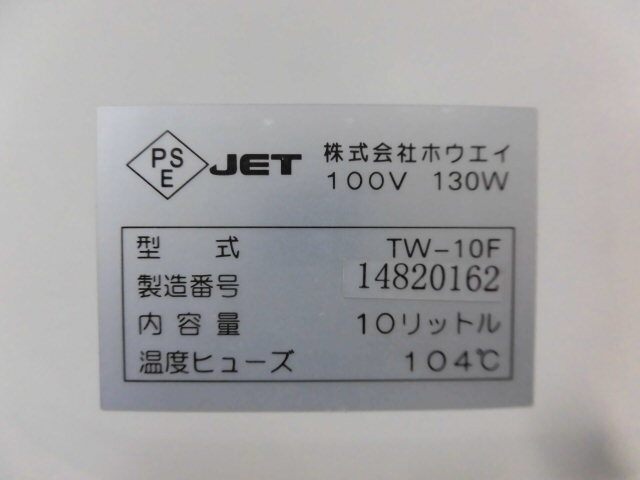 PSE JET 株式会社ホウエイ
100V 130W
型 式 TW-10F
製造番号 14820162
内容量 10リットル
温度ヒューズ 104℃